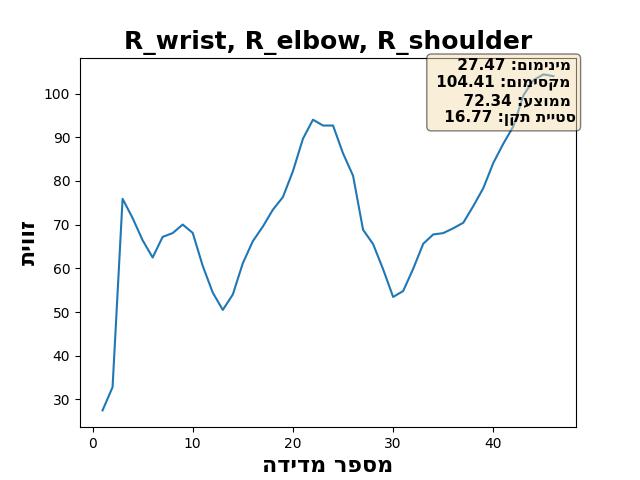 R_wrist, R_elbow, R_shoulder
מינימום: 27.47
מקסימום: 104.41
ממוצע: 72.34
סטיית תקן: 16.77
זווית
100
90
80
70
60
50
40
30
0 10 20 30 40
מספר מדידה